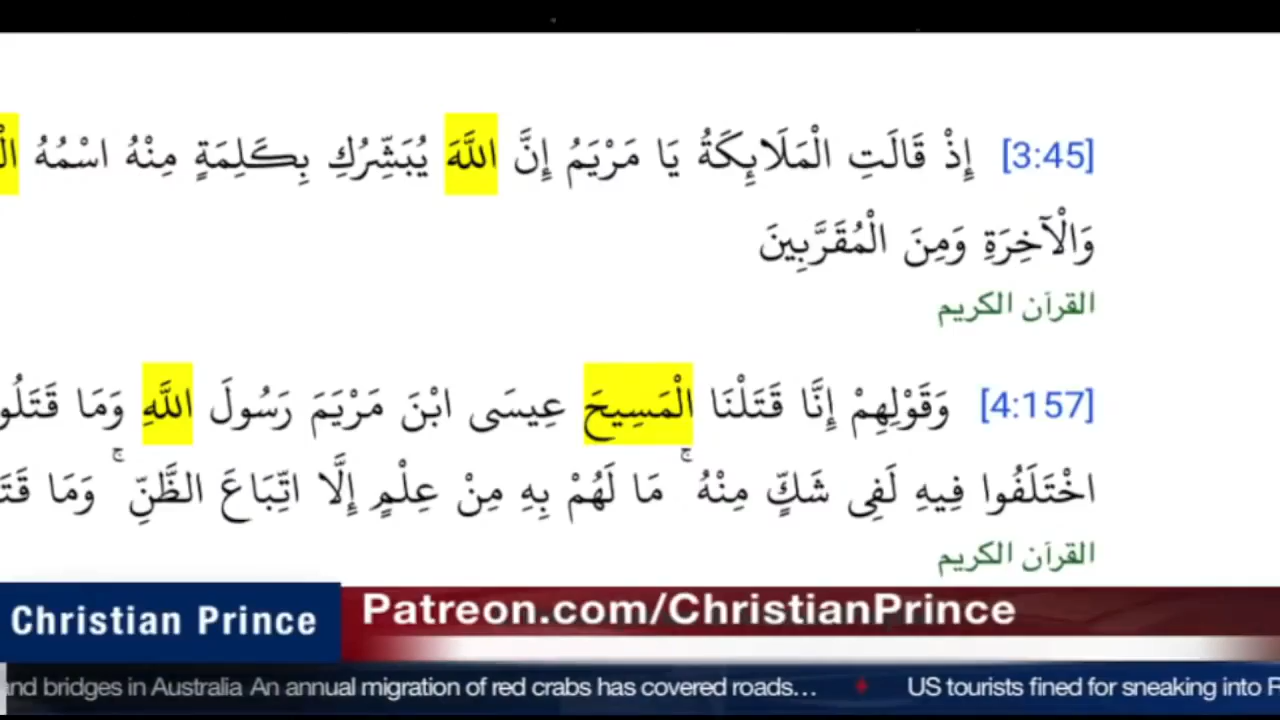 [3:45] إِذْ قَالَتِ الْمَلَائِكَةُ يَا مَرْيَمُ إِنَّ اللَّهَ يُبَشِّرُكِ بِكَلِمَةٍ مِنْهُ اسْمُهُ
وَالْآخِرَةِ وَمِنَ الْمُقَرَّبِينَ
القرآن الكريم
[4:157] وَقَوْلِهِمْ إِنَّا قَتَلْنَا الْمَسِيحَ عِيسَى ابْنَ مَرْيَمَ رَسُولَ اللَّهِ وَمَا
اخْتَلَفُوا فِيهِ لَفِي شَكٍّ مِنْهُ ۚ مَا لَهُمْ بِهِ مِنْ عِلْمٍ إِلَّا اتِّبَاعَ الظَّنِّ ۚ وَمَا
القرآن الكريم
Christian Prince
Patreon.com/ChristianPrince
and bridges in Australia An annual migration of red crabs has covered roads… US tourists fined for sneaking into